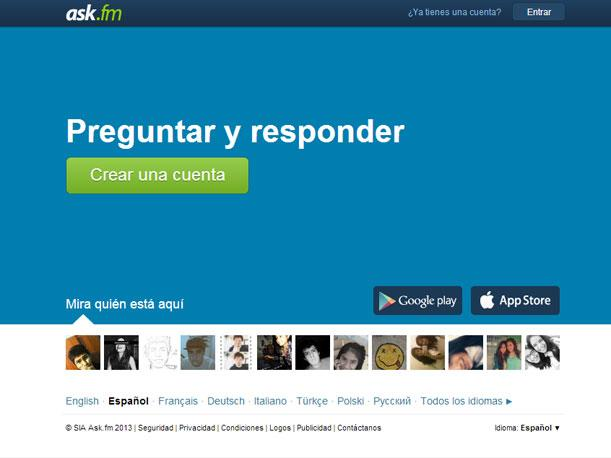 ask.fm
¿Ya tienes una cuenta? Entrar
Preguntar y responder
Crear una cuenta
Mira quién está aquí
Google play
App Store
English · Español · Français · Deutsch · Italiano · Türkçe · Polski · Русский · Todos los idiomas ▶
© SIA Ask.fm 2013 | Seguridad | Privacidad | Condiciones | Logos | Publicidad | Contáctanos
Idioma: Español ▼